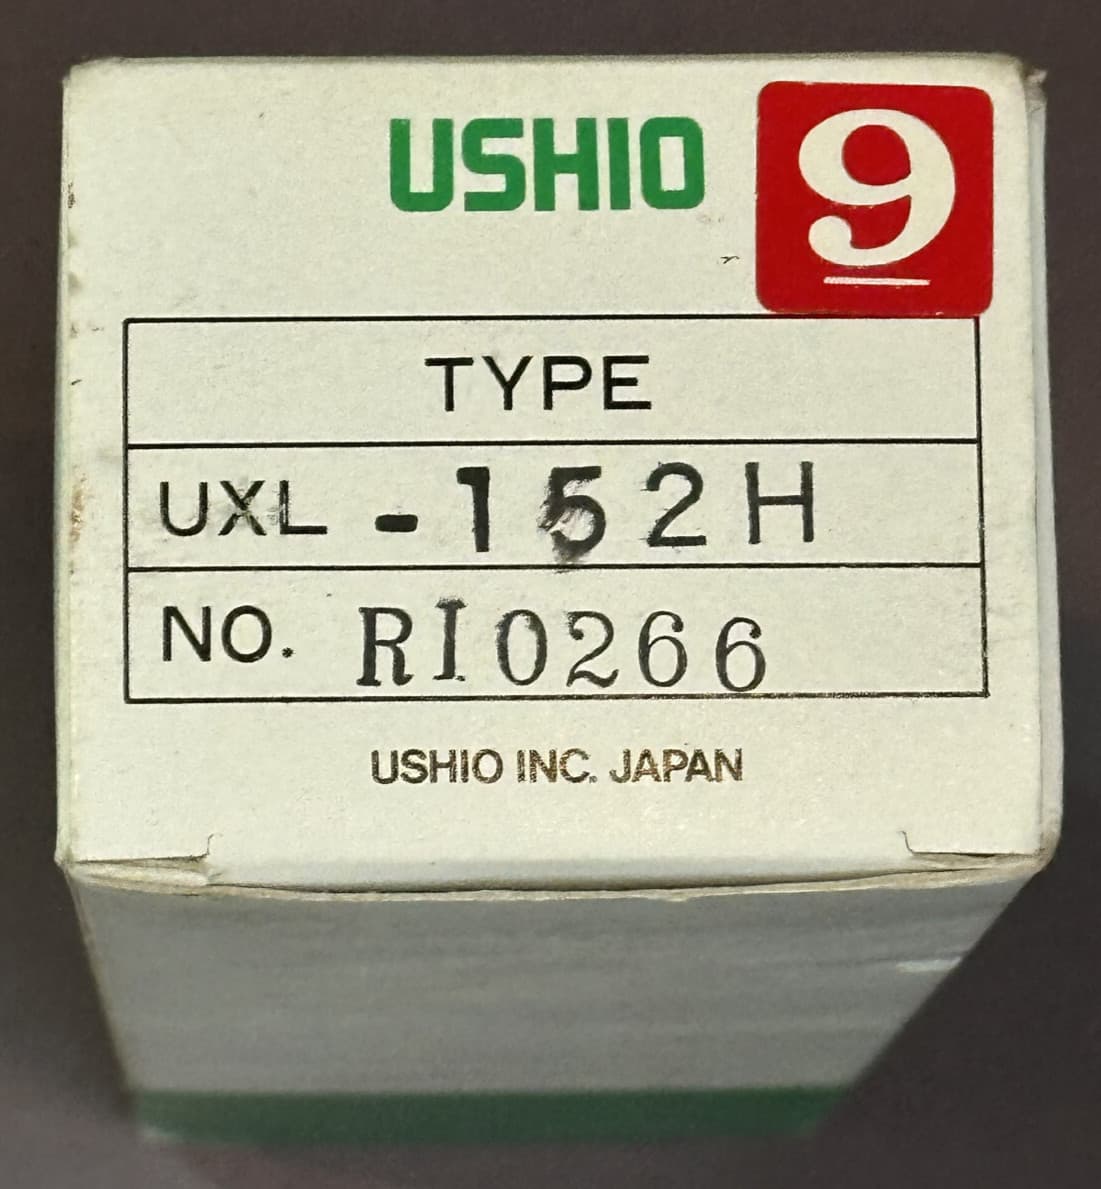 USHIO
9
TYPE
UXL -152H
NO. RI0266
USHIO INC. JAPAN